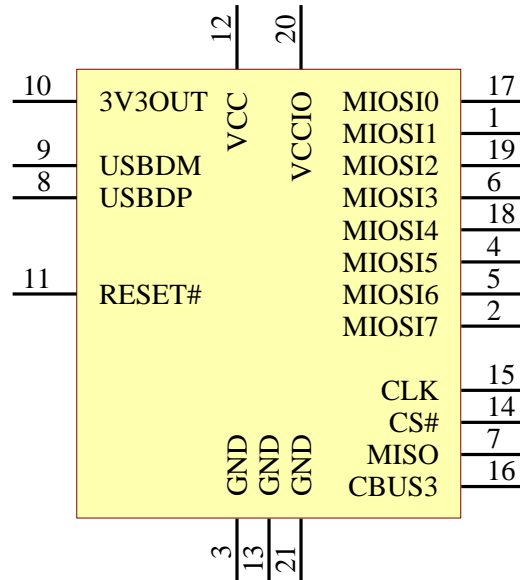 12
20
10
3V3OUT
VCC
VCCIO
MIOSI0
17
MIOSI1
1
9
USBDM
MIOSI2
19
8
USBDP
MIOSI3
6
MIOSI4
18
MIOSI5
4
11
RESET#
MIOSI6
5
MIOSI7
2
CLK
15
CS#
14
MISO
7
CBUS3
16
GND
GND
GND
3
13
21